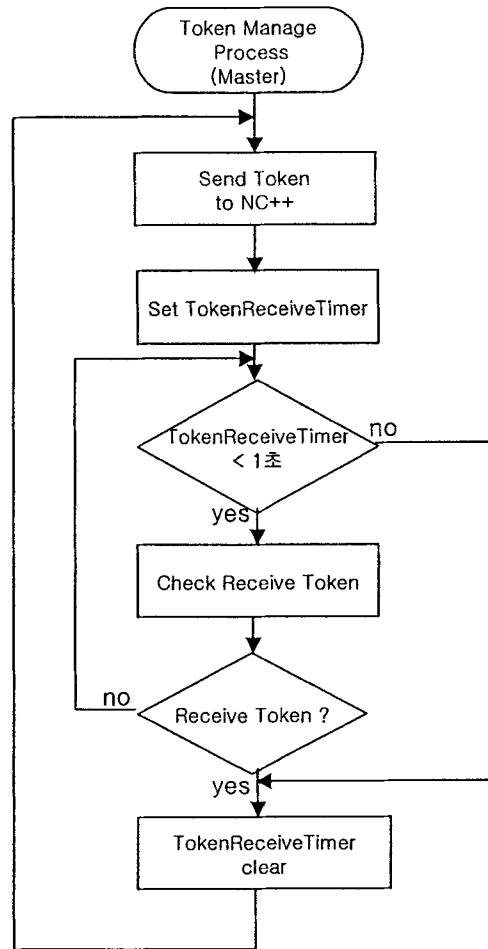 Token Manage
Process
(Master)
Send Token
to NC++
Set TokenReceiveTimer
TokenReceiveTimer
< 1초
no
yes
Check Receive Token
no
Receive Token ?
yes
TokenReceiveTimer
clear